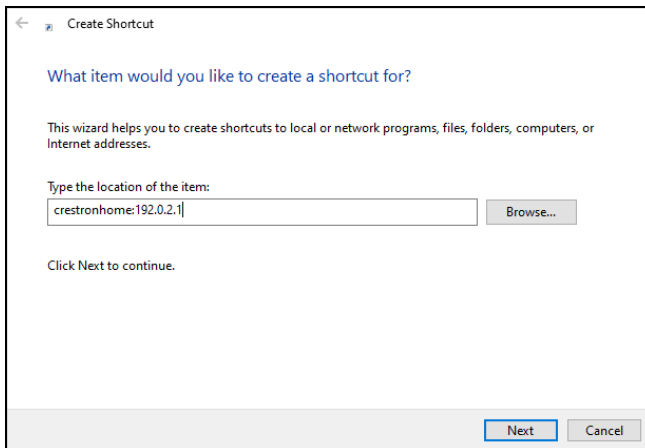 Create Shortcut
What item would you like to create a shortcut for?
This wizard helps you to create shortcuts to local or network programs, files, folders, computers, or
Internet addresses.
Type the location of the item:
crestronhome:192.0.2.1
Browse...
Click Next to continue.
Next
Cancel